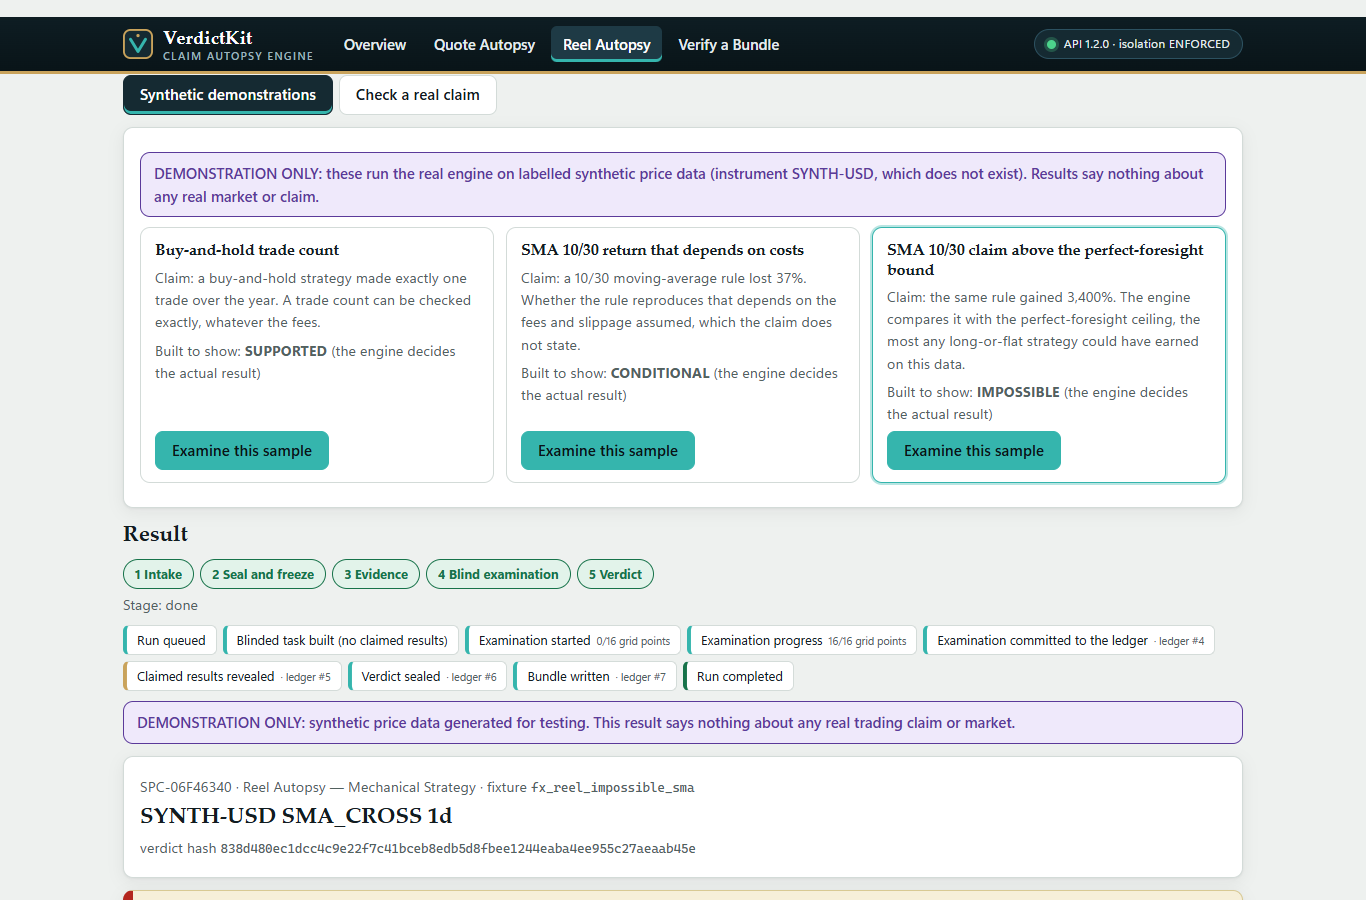 VerdictKit
CLAIM AUTOPSY ENGINE
Overview
Quote Autopsy
Reel Autopsy
Verify a Bundle
API 1.2.0 · isolation ENFORCED
Synthetic demonstrations
Check a real claim
DEMONSTRATION ONLY: these run the real engine on labelled synthetic price data (instrument SYNTH-USD, which does not exist). Results say nothing about
any real market or claim.
Buy-and-hold trade count
Claim: a buy-and-hold strategy made exactly one
trade over the year. A trade count can be checked
exactly, whatever the fees.
Built to show: SUPPORTED (the engine decides
the actual result)
Examine this sample
SMA 10/30 return that depends on costs
Claim: a 10/30 moving-average rule lost 37%.
Whether the rule reproduces that depends on the
fees and slippage assumed, which the claim does
not state.
Built to show: CONDITIONAL (the engine decides
the actual result)
Examine this sample
SMA 10/30 claim above the perfect-foresight
bound
Claim: the same rule gained 3,400%. The engine
compares it with the perfect-foresight ceiling, the
most any long-or-flat strategy could have earned
on this data.
Built to show: IMPOSSIBLE (the engine decides
the actual result)
Examine this sample
Result
1 Intake
2 Seal and freeze
3 Evidence
4 Blind examination
5 Verdict
Stage: done
Run queued
Blinded task built (no claimed results)
Examination started 0/16 grid points
Examination progress 16/16 grid points
Examination committed to the ledger · ledger #4
Claimed results revealed · ledger #5
Verdict sealed · ledger #6
Bundle written · ledger #7
Run completed
DEMONSTRATION ONLY: synthetic price data generated for testing. This result says nothing about any real trading claim or market.
SPC-06F46340 · Reel Autopsy — Mechanical Strategy · fixture fx_reel_impossible_sma
SYNTH-USD SMA_CROSS 1d
verdict hash 838d480ec1dcc4c9e22f7c41bceb8edb5d8fbee1244eaba4ee955c27aeaab45e